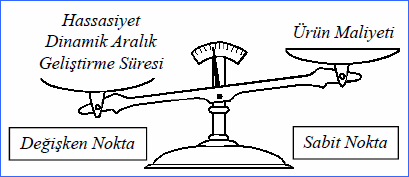 Hassasiyet
Dinamik Aralık
Geliştirme Süresi
Ürün Maliyeti
Değişken Nokta
Sabit Nokta